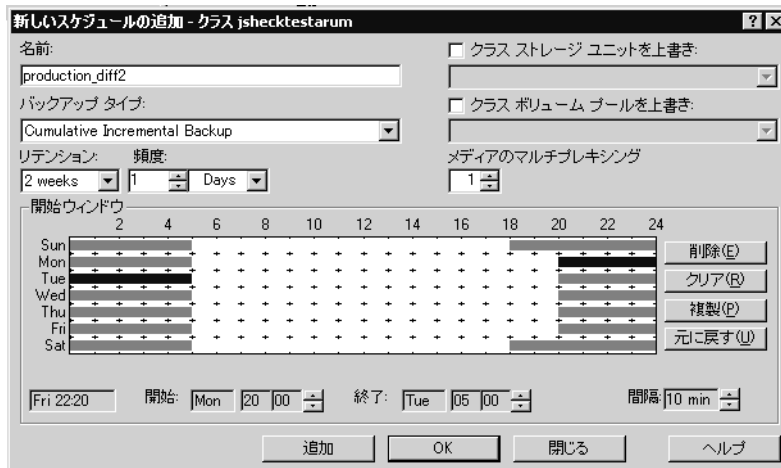 新しいスケジュールの追加 - クラス jshecktestarum
名前:
production_diff2
バックアップ タイプ:
Cumulative Incremental Backup
リテンション: 頻度:
2 weeks 1 Days
クラス ストレージ ユニットを上書き:
クラス ボリューム プールを上書き:
メディアのマルチプレキシング
1
開始ウィンドウ
2 4 6 8 10 12 14 16 18 20 22 24
Sun
Mon
Tue
Wed
Thu
Fri
Sat
削除(E)
クリア(R)
複製(P)
元に戻す(U)
Fri 22:20 開始: Mon 20 00 終了: Tue 05 00 間隔: 10 min
追加 OK 閉じる ヘルプ